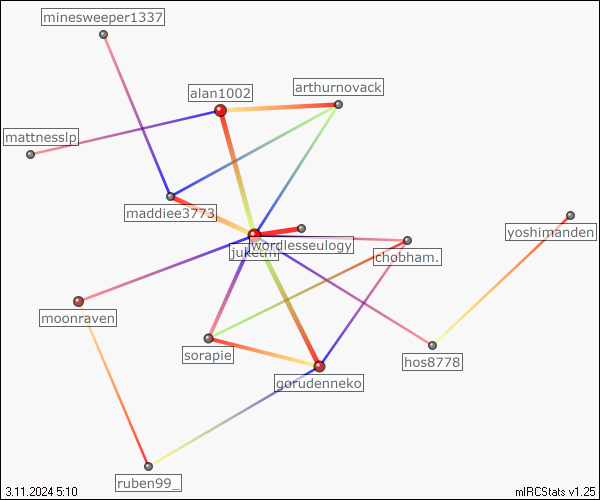 minesweeper1337
alan1002
arthurnovack
mattnesslp
maddiee3773
wordlesseulogy
yoshimanden
chobham.
moonraven
sorapie
hos8778
gorudenneko
ruben99_
3.11.2024 5:10
mIRCStats v1.25